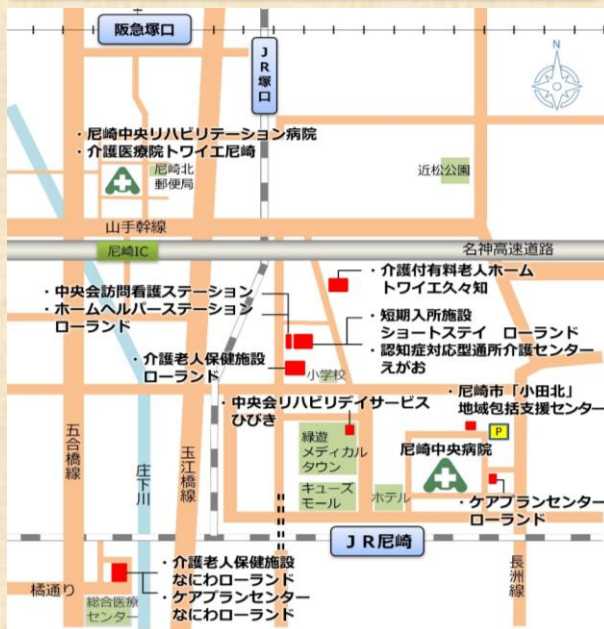 阪急塚口
JR塚口
N
・尼崎中央リハビリテーション病院
・介護医療院トワイエ尼崎
尼崎北
郵便局
近松公園
山手幹線
尼崎IC
名神高速道路
・介護付有料老人ホーム
トワイエ久々知
・中央会訪問看護ステーション
・ホームヘルパーステーション
ローランド
・短期入所施設
ショートステイ ローランド
・認知症対応型通所介護センター
えがお
・介護老人保健施設
ローランド
小学校
・中央会リハビリデイサービス
ひびき
・尼崎市「小田北」
地域包括支援センター
P
緑遊
メディカル
タウン
尼崎中央病院
キューズ
モール
ホテル
・ケアプランセンター
ローランド
五合橋線
庄下川
玉江橋線
JR尼崎
長洲線
・介護老人保健施設
なにわローランド
・ケアプランセンター
なにわローランド
橘通り
総合医療
センター